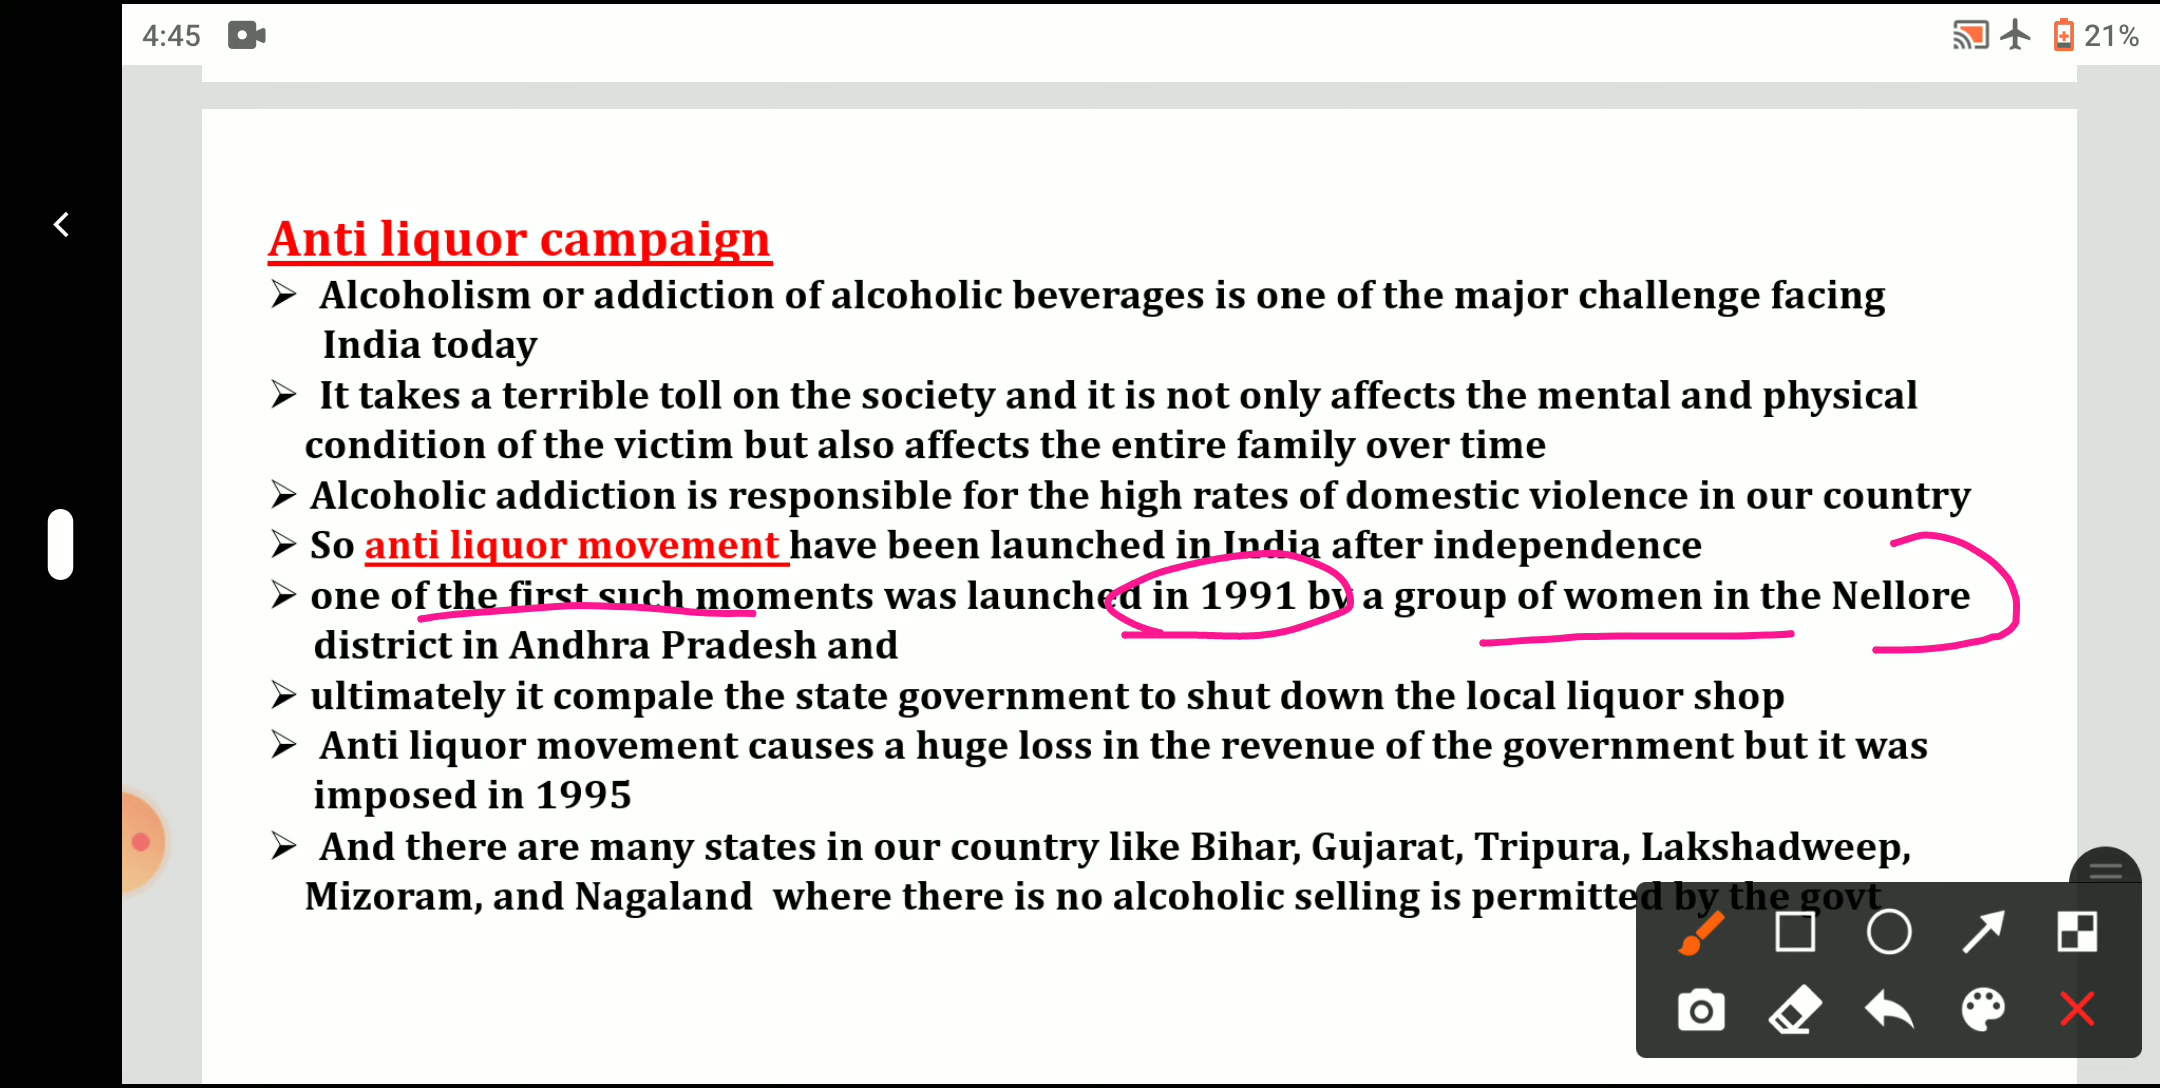 4:45
21%
Anti liquor campaign
➢ Alcoholism or addiction of alcoholic beverages is one of the major challenge facing
India today
➢ It takes a terrible toll on the society and it is not only affects the mental and physical
condition of the victim but also affects the entire family over time
➢ Alcoholic addiction is responsible for the high rates of domestic violence in our country
➢ So anti liquor movement have been launched in India after independence
➢ one of the first such moments was launched in 1991 by a group of women in the Nellore
district in Andhra Pradesh and
➢ ultimately it compale the state government to shut down the local liquor shop
➢ Anti liquor movement causes a huge loss in the revenue of the government but it was
imposed in 1995
➢ And there are many states in our country like Bihar, Gujarat, Tripura, Lakshadweep,
Mizoram, and Nagaland where there is no alcoholic selling is permitted by the govt